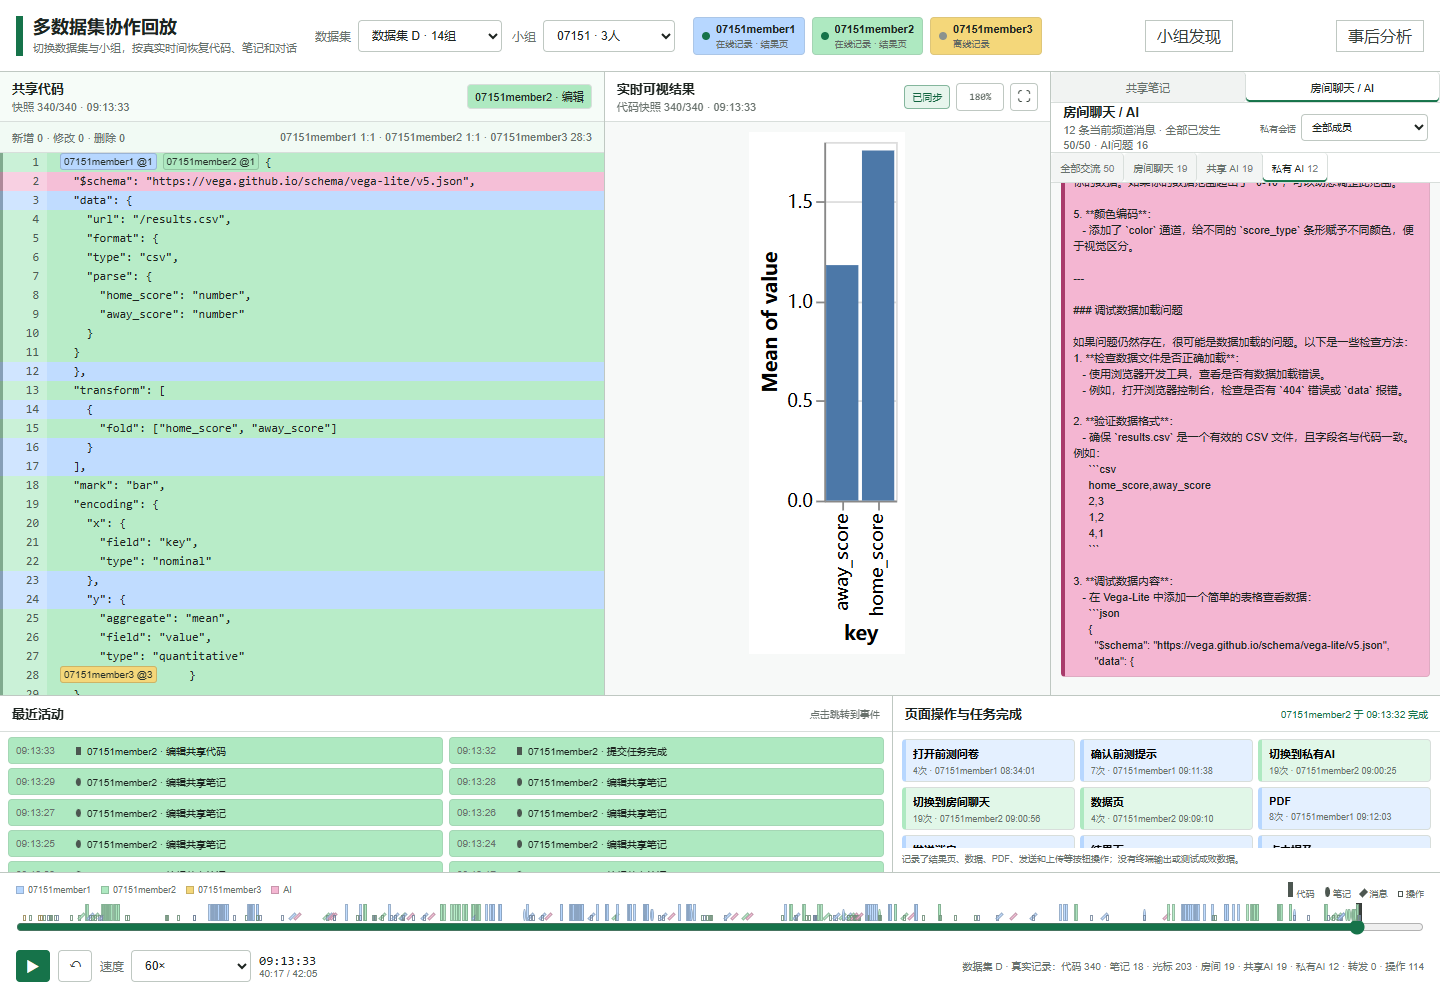 多数据集协作回放
切换数据集与小组，按真实时间恢复代码、笔记和对话
数据集
数据集 D · 14组
小组
07151 · 3人
07151member1
在线记录 · 结果页
07151member2
在线记录 · 结果页
07151member3
离线记录
小组发现
事后分析
共享代码
快照 340/340 · 09:13:33
07151member2 · 编辑
新增 0 · 修改 0 · 删除 0
07151member1 1:1 · 07151member2 1:1 · 07151member3 28:3
1 07151member1 @1 07151member2 @1 {
2 "$schema": "https://vega.github.io/schema/vega-lite/v5.json",
3 "data": {
4 "url": "/results.csv",
5 "format": {
6 "type": "csv",
7 "parse": {
8 "home_score": "number",
9 "away_score": "number"
10 }
11 }
12 },
13 "transform": [
14 {
15 "fold": ["home_score", "away_score"]
16 }
17 ],
18 "mark": "bar",
19 "encoding": {
20 "x": {
21 "field": "key",
22 "type": "nominal"
23 },
24 "y": {
25 "aggregate": "mean",
26 "field": "value",
27 "type": "quantitative"
28 07151member3 @3 }
29 }
实时可视结果
代码快照 340/340 · 09:13:33
已同步
180%
1.5
1.0
0.5
0.0
Mean of value
away_score
home_score
key
共享笔记
房间聊天 / AI
房间聊天 / AI
12 条当前频道消息 · 全部已发生
50/50 · AI问题 16
私有会话
全部成员
全部交流 50
房间聊天 19
共享 AI 19
私有 AI 12
5. **颜色编码**:
- 添加了 `color` 通道，给不同的 `score_type` 条形赋予不同颜色，便
于视觉区分。
---
### 调试数据加载问题
如果问题仍然存在，很可能是数据加载的问题。以下是一些检查方法：
1. **检查数据文件是否正确加载**:
- 使用浏览器开发工具，查看是否有数据加载错误。
- 例如，打开浏览器控制台，检查是否有 `404` 错误或 `data` 报错。
2. **验证数据格式**:
- 确保 `results.csv` 是一个有效的 CSV 文件，且字段名与代码一致。
例如：
```csv
home_score,away_score
2,3
1,2
4,1
```
3. **调试数据内容**:
- 在 Vega-Lite 中添加一个简单的表格查看数据：
```json
{
"$schema": "https://vega.github.io/schema/vega-lite/v5.json",
"data": {
最近活动
点击跳转到事件
09:13:33 07151member2 · 编辑共享代码
09:13:32 07151member2 · 提交任务完成
09:13:29 07151member2 · 编辑共享笔记
09:13:28 07151member2 · 编辑共享笔记
09:13:27 07151member2 · 编辑共享笔记
09:13:26 07151member2 · 编辑共享笔记
09:13:25 07151member2 · 编辑共享笔记
09:13:24 07151member2 · 编辑共享笔记
页面操作与任务完成
07151member2 于 09:13:32 完成
打开前测问卷
4次 · 07151member1 08:34:01
确认前测提示
7次 · 07151member1 09:11:38
切换到私有AI
19次 · 07151member2 09:00:25
切换到房间聊天
19次 · 07151member2 09:00:56
数据页
4次 · 07151member2 09:09:10
PDF
8次 · 07151member1 09:12:03
记录了结果页、数据、PDF、发送和上传等按钮操作；没有终端输出或测试成败数据。
07151member1
07151member2
07151member3
AI
代码
笔记
消息
操作
速度
60×
09:13:33
40:17 / 42:05
数据集 D · 真实记录：代码 340 · 笔记 18 · 光标 203 · 房间 19 · 共享AI 19 · 私有AI 12 · 转发 0 · 操作 114